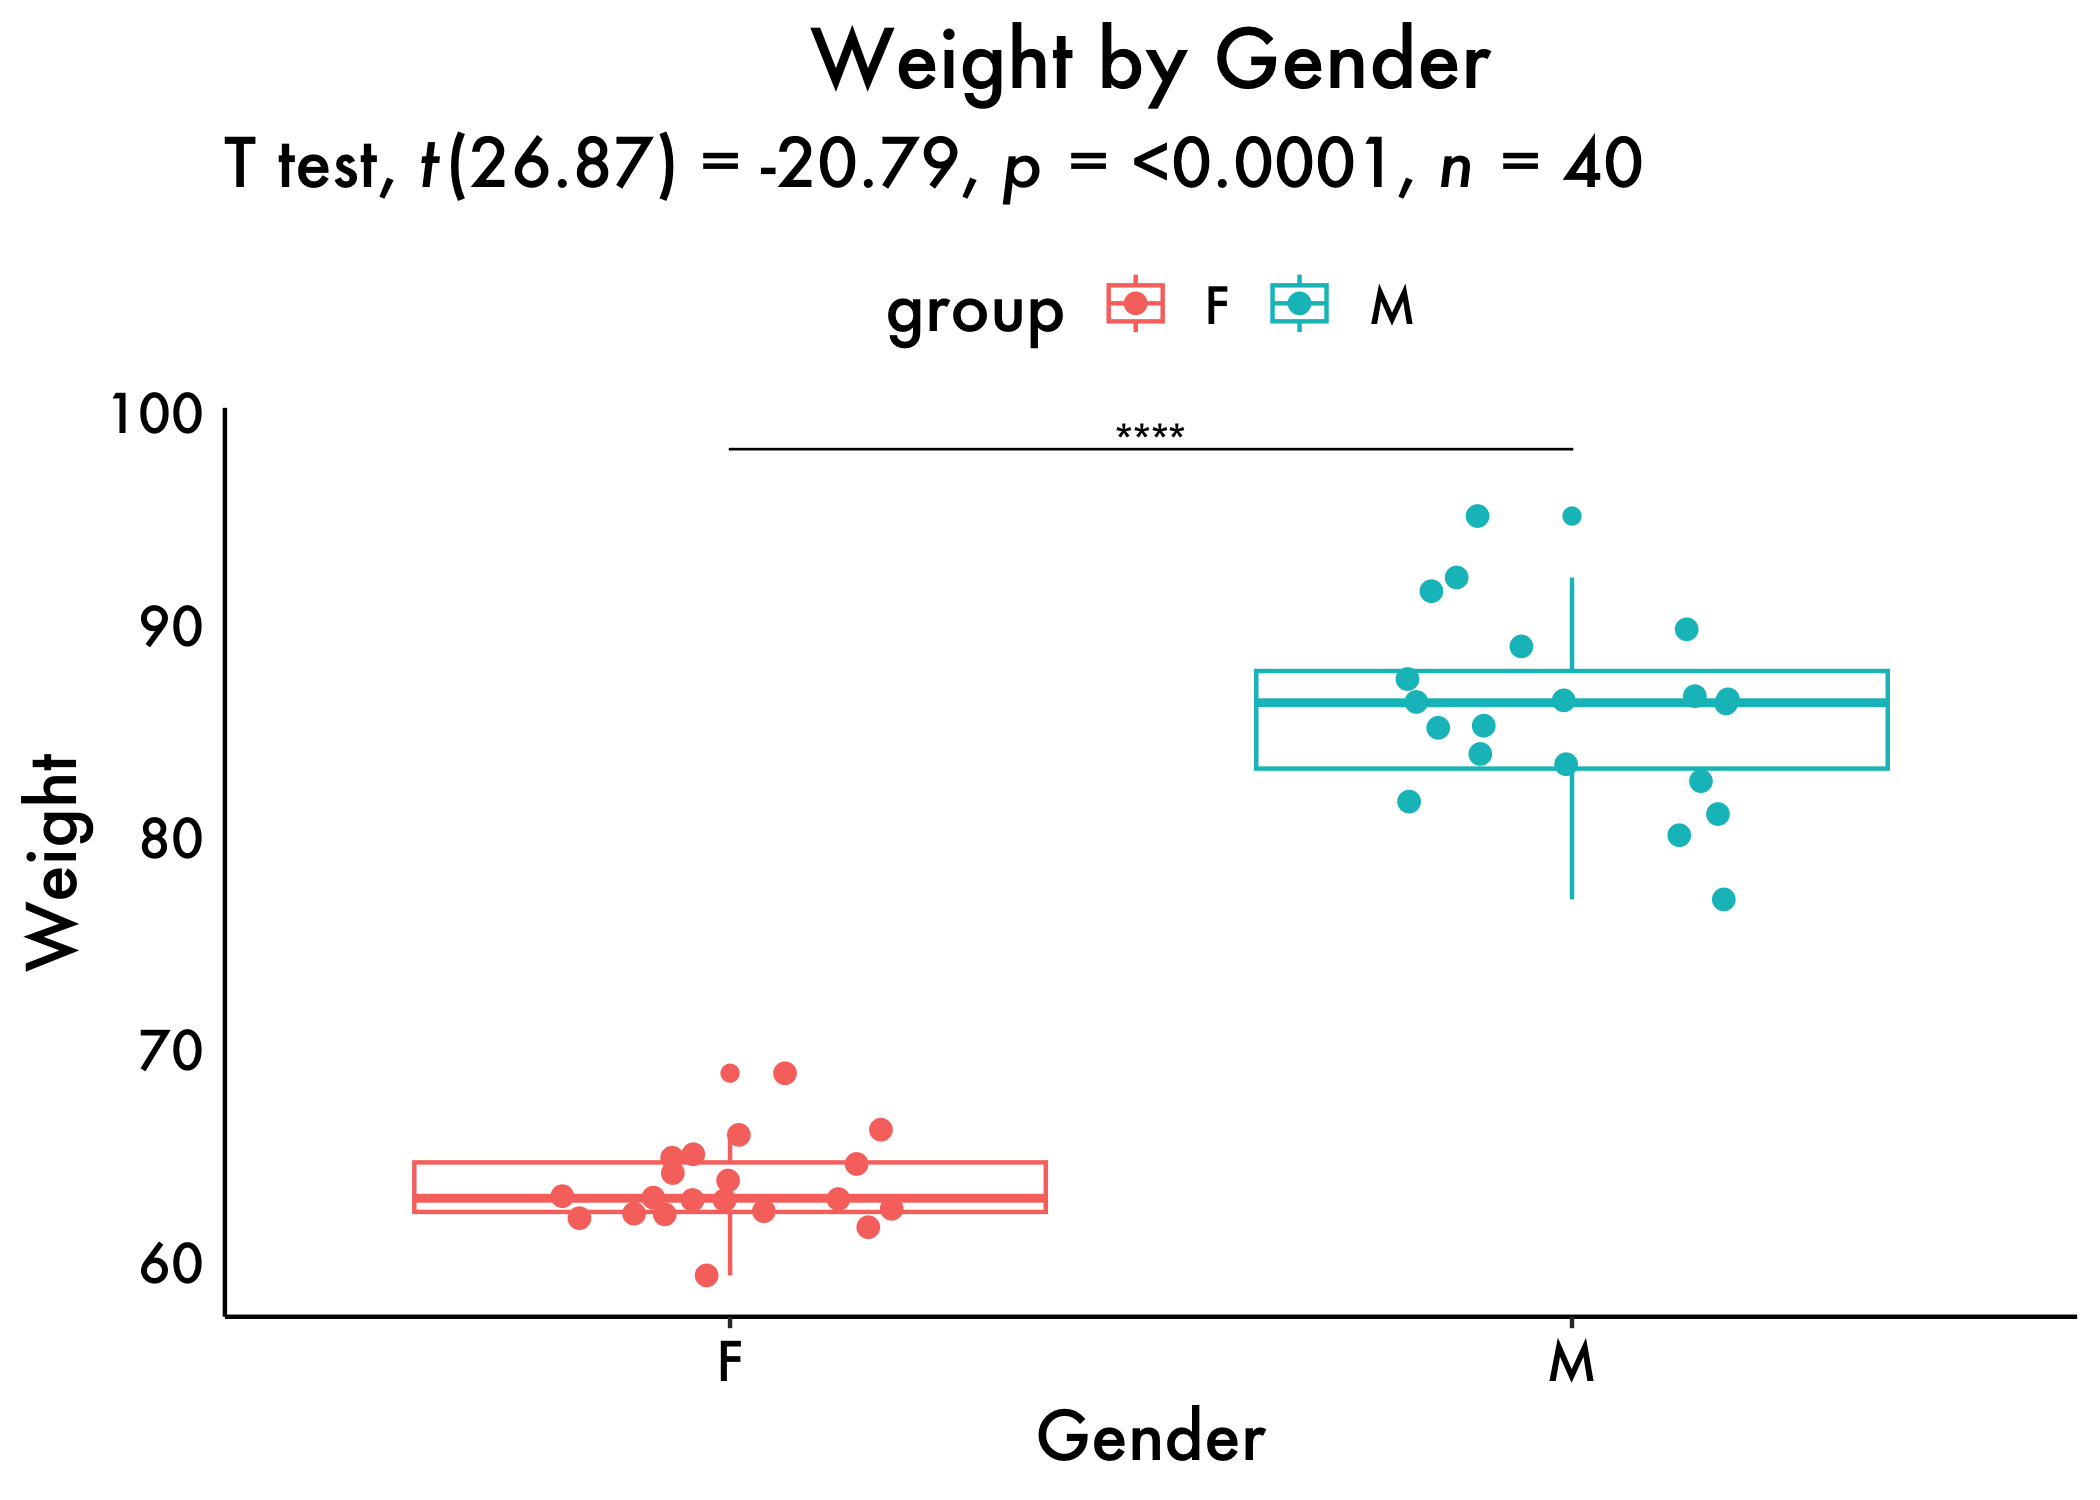 Weight by Gender
T test, t(26.87) = -20.79, p = <0.0001, n = 40
group F M
100
****
90
80
70
60
Weight
F M
Gender